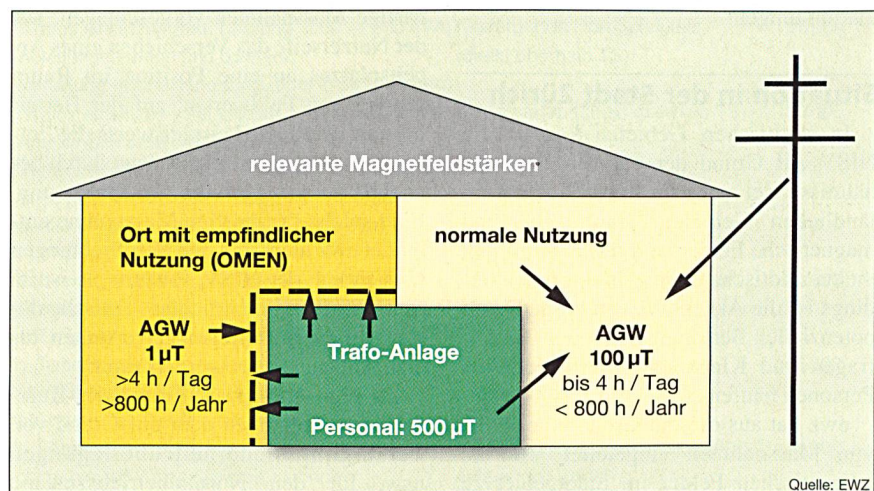 relevante Magnetfeldstärken
Ort mit empfindlicher
Nutzung (OMEN)
normale Nutzung
AGW
1 µT
>4 h / Tag
>800 h / Jahr
Trafo-Anlage
Personal: 500 µT
AGW
100 µT
bis 4 h / Tag
< 800 h / Jahr
Quelle: EWZ